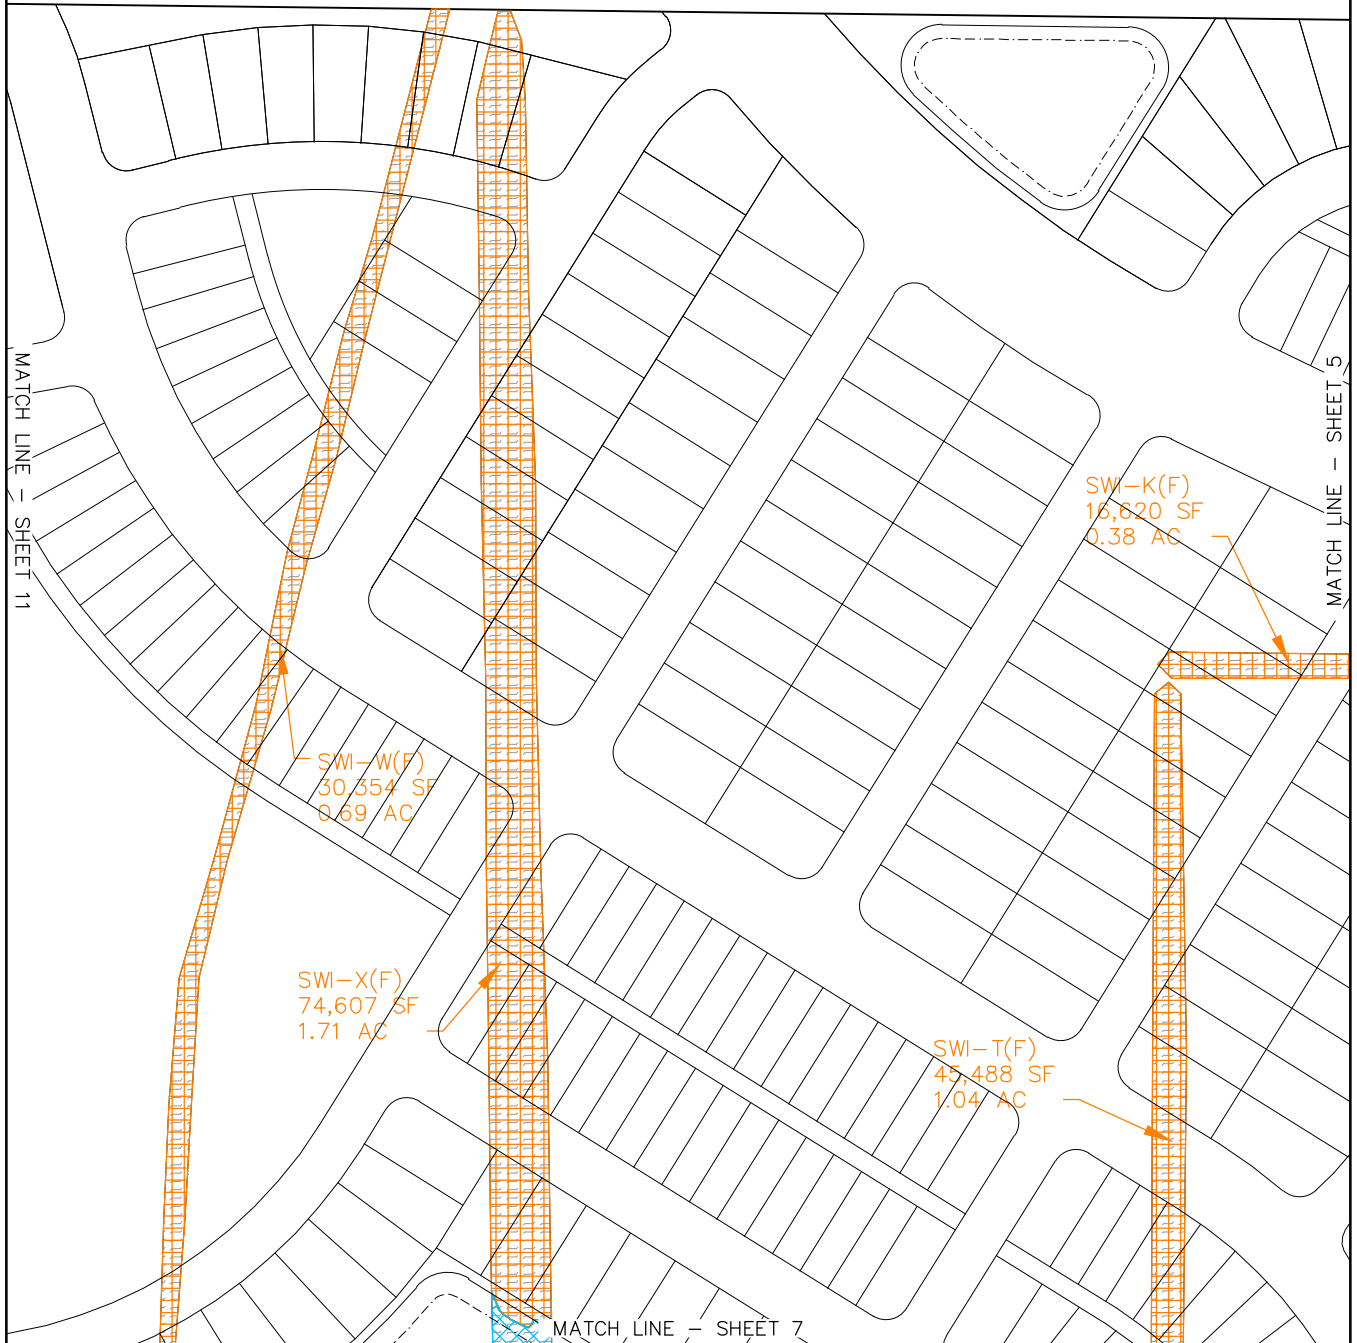 MATCH LINE - SHEET 11
MATCH LINE - SHEET 5
SWI-K(F)
16,620 SF
0.38 AC
SWI-W(F)
30,354 SF
0.69 AC
SWI-X(F)
74,607 SF
1.71 AC
SWI-T(F)
45,488 SF
1.04 AC
MATCH LINE - SHEET 7